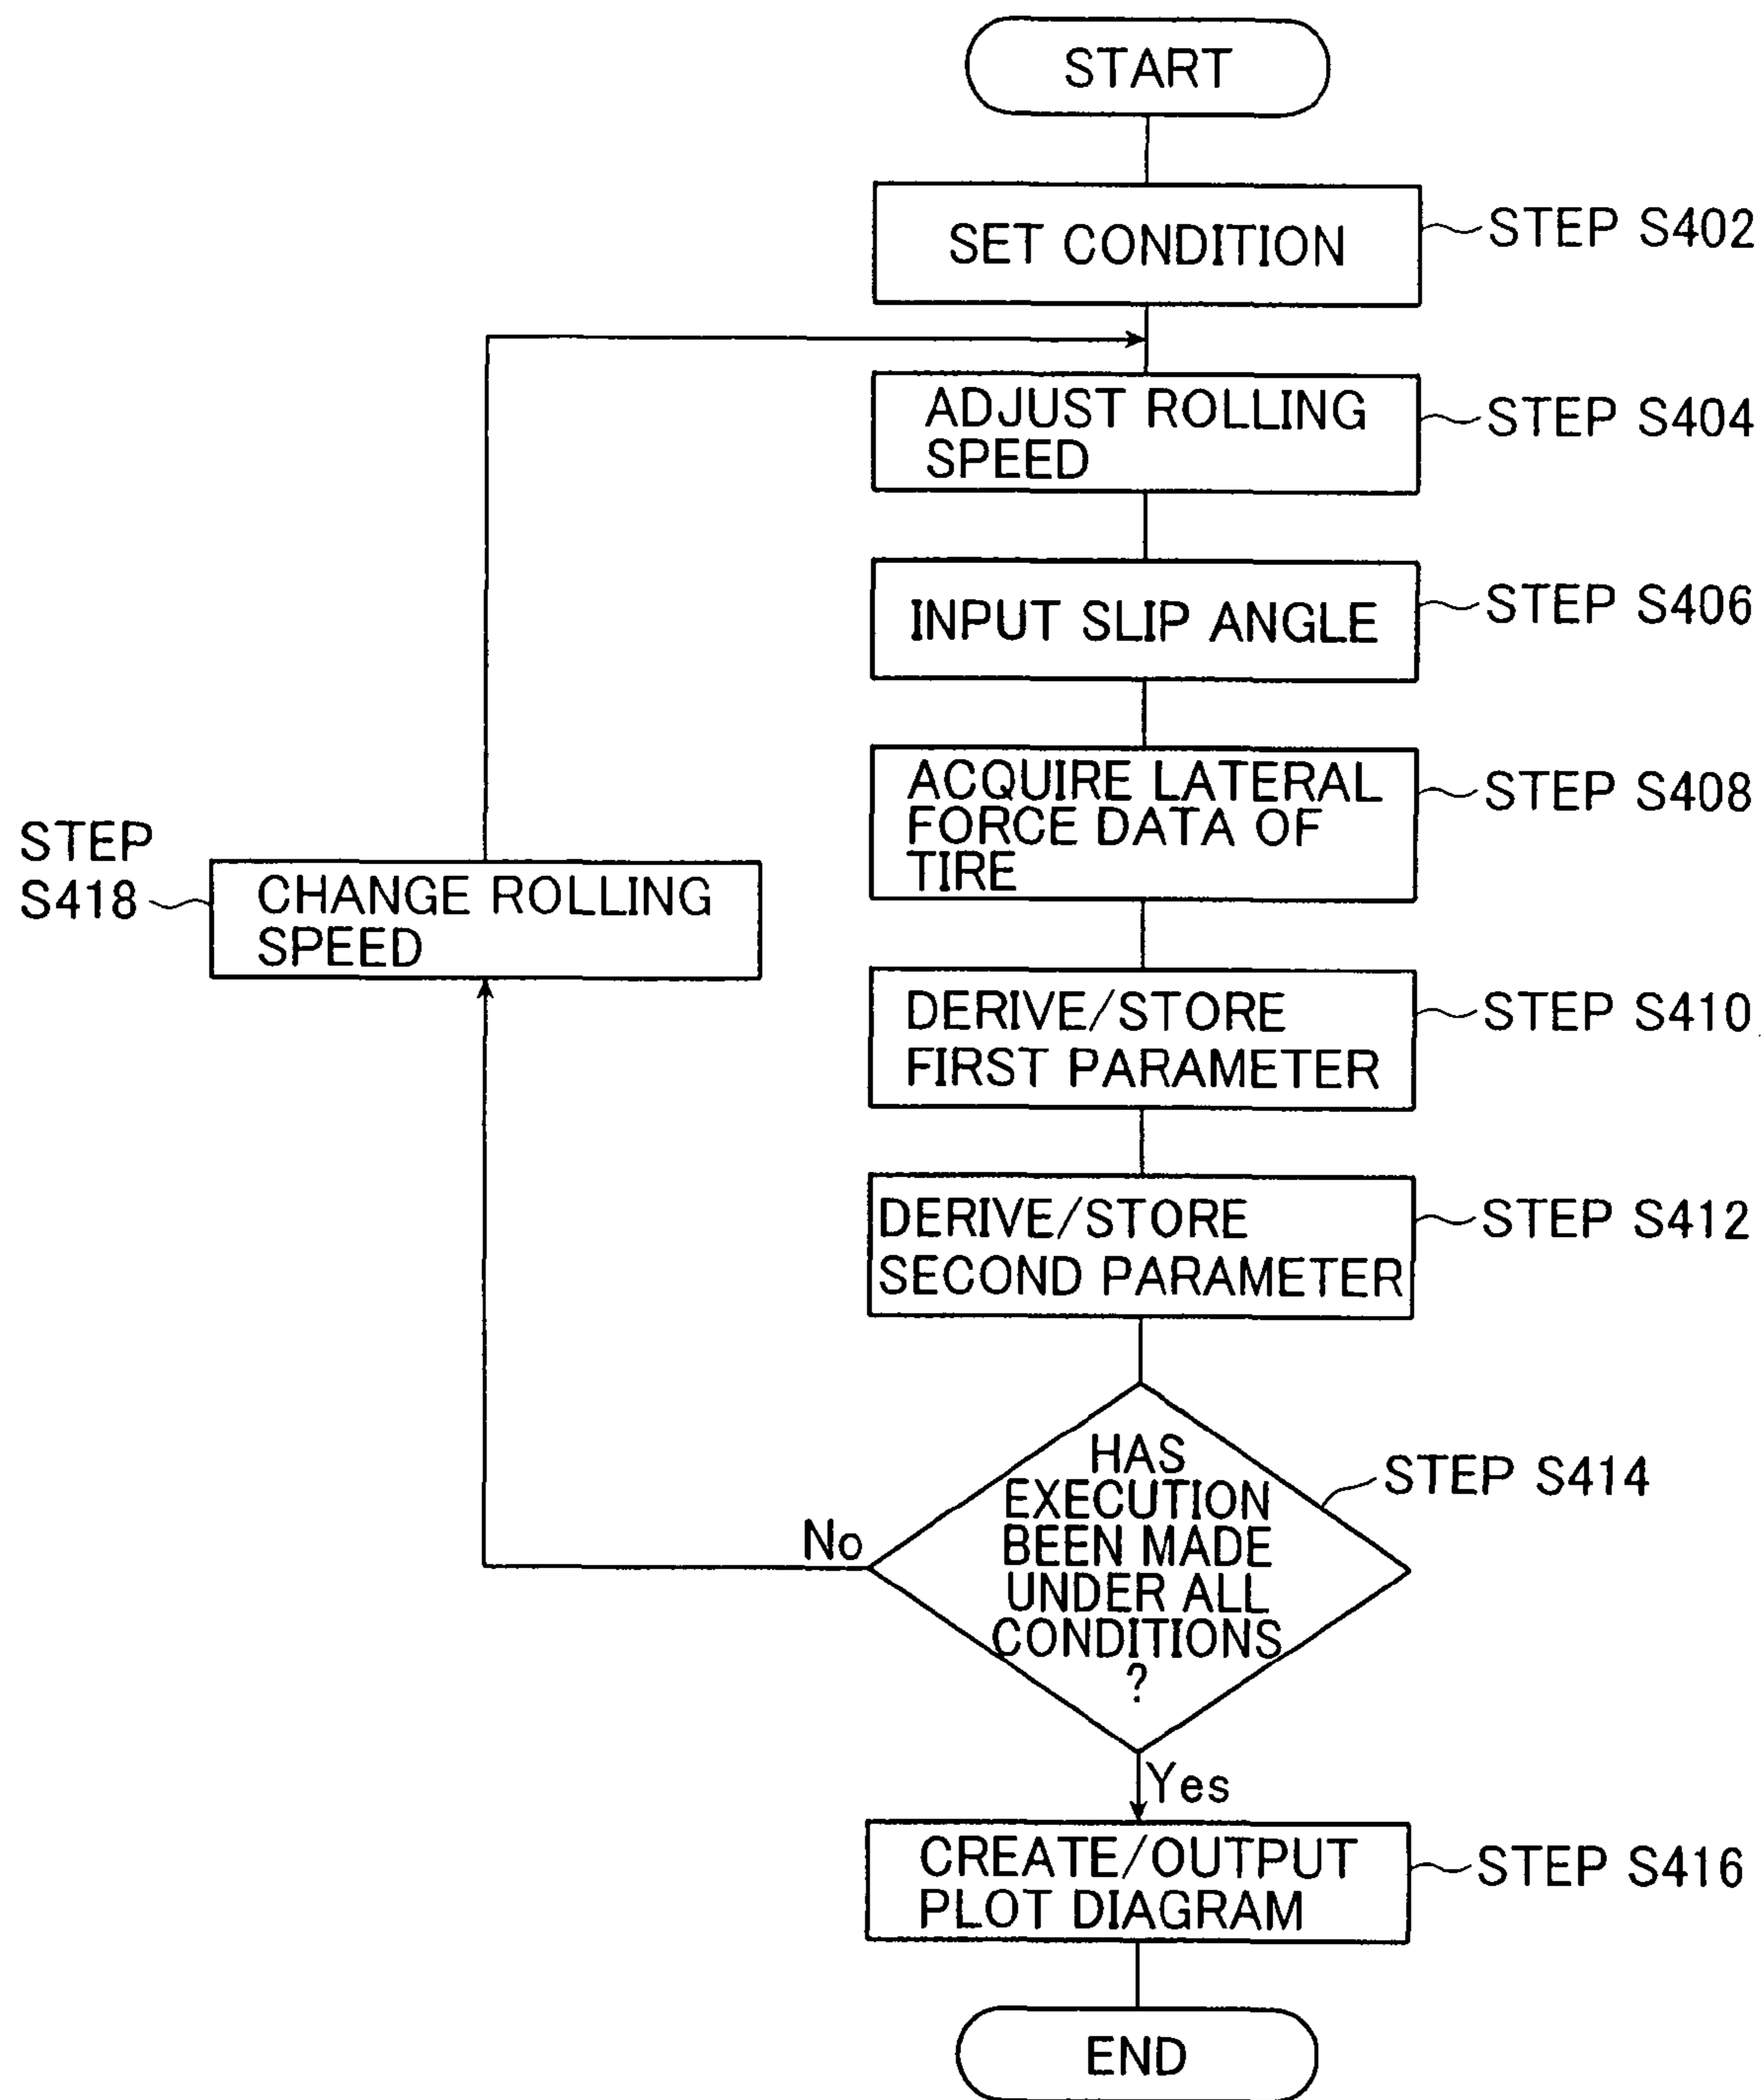 START
SET CONDITION
STEP S402
ADJUST ROLLING
SPEED
STEP S404
INPUT SLIP ANGLE
STEP S406
ACQUIRE LATERAL
FORCE DATA OF
TIRE
STEP S408
STEP
S418
CHANGE ROLLING
SPEED
DERIVE/STORE
FIRST PARAMETER
STEP S410
DERIVE/STORE
SECOND PARAMETER
STEP S412
HAS
EXECUTION
BEEN MADE
UNDER ALL
CONDITIONS
?
STEP S414
No
Yes
CREATE/OUTPUT
PLOT DIAGRAM
STEP S416
END